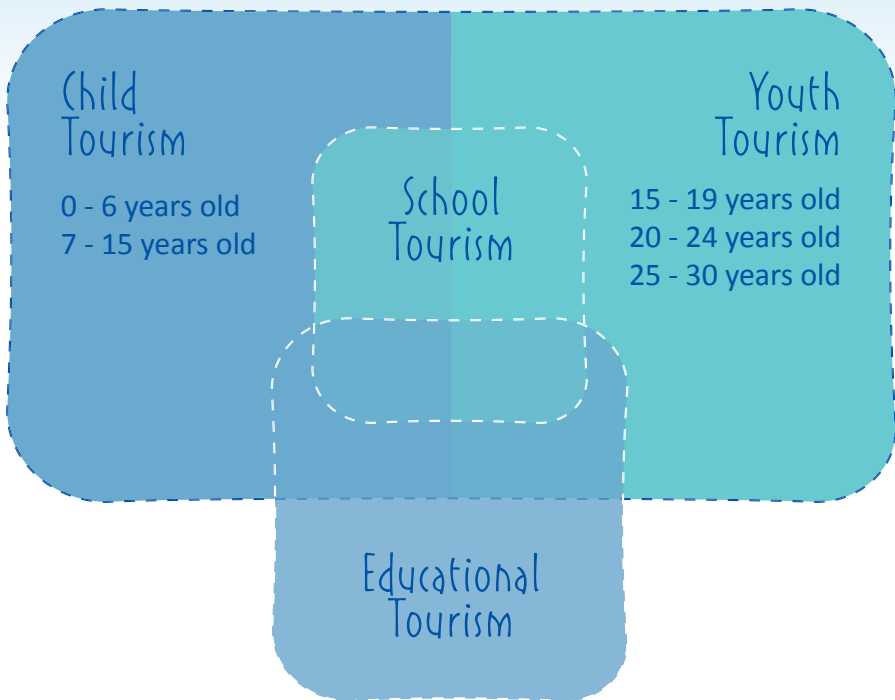 Child
Tourism
0 - 6 years old
7 - 15 years old
School
Tourism
Youth
Tourism
15 - 19 years old
20 - 24 years old
25 - 30 years old
Educational
Tourism